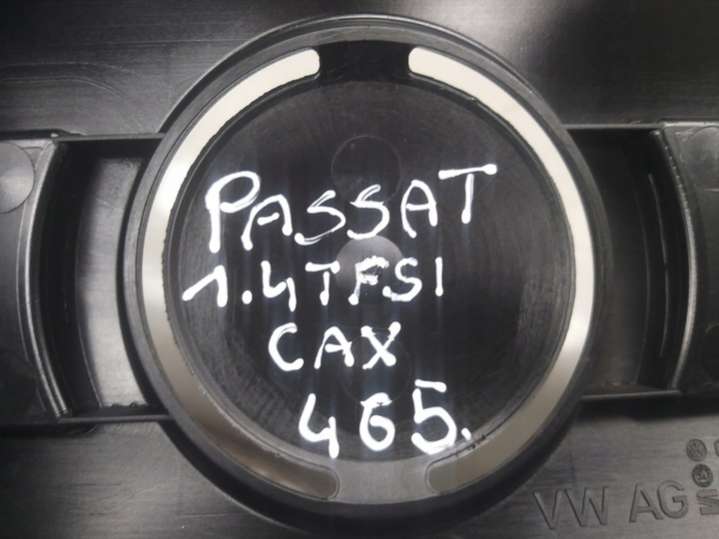 PASSAT
1.4TFSI
CAX
465.
VW AG